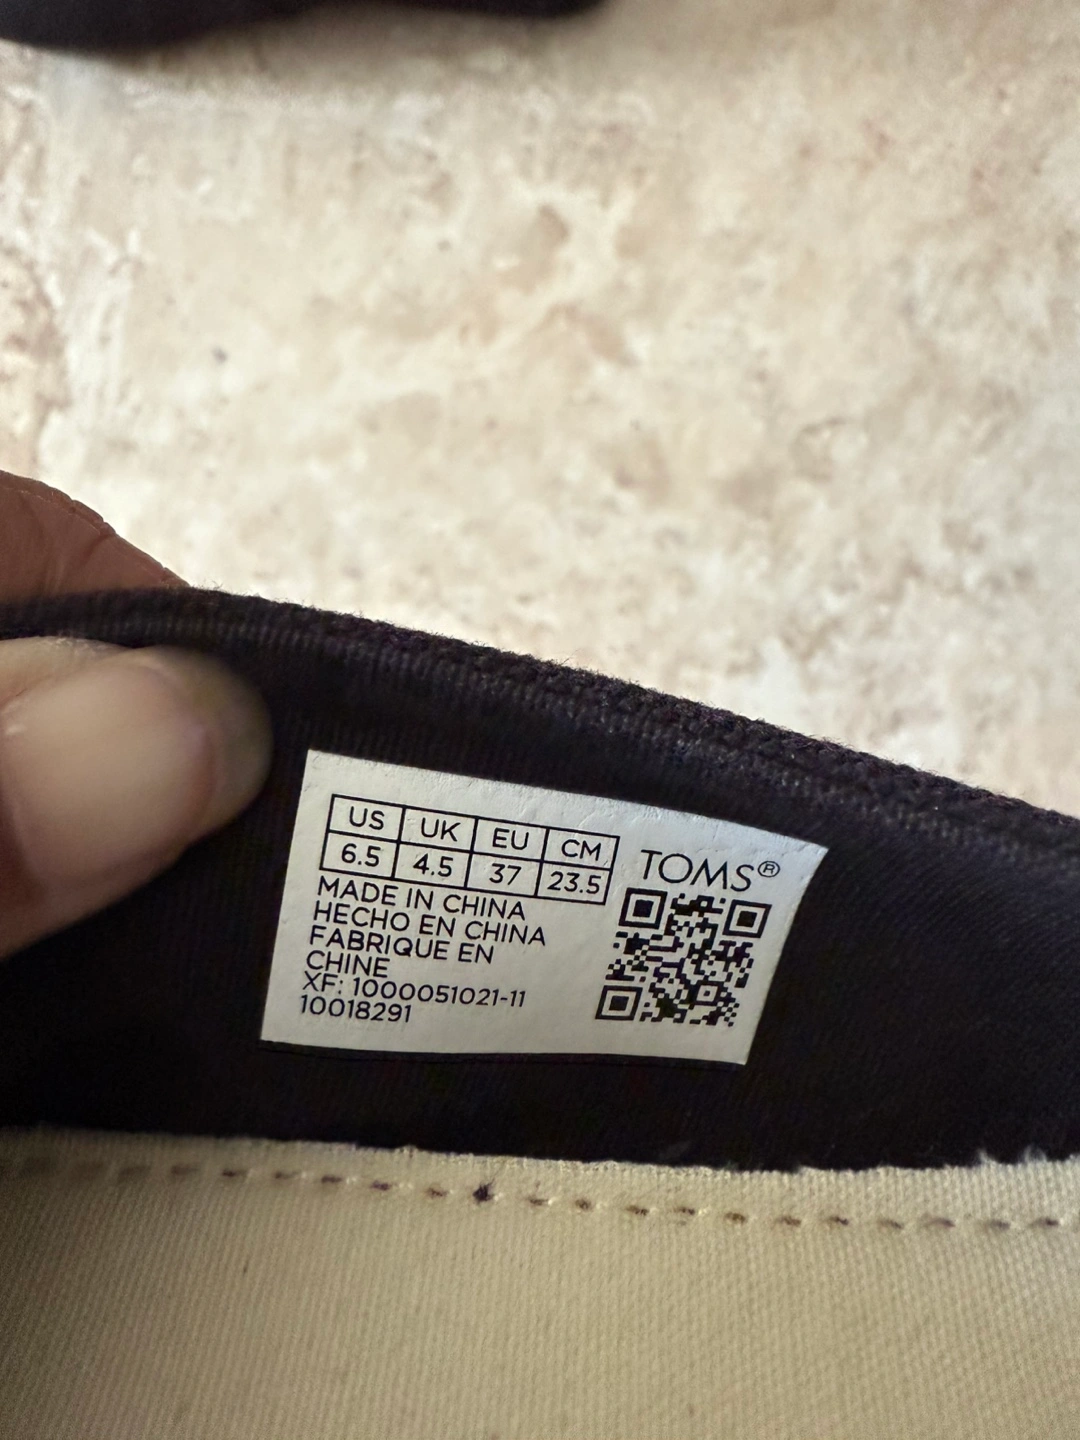 US UK EU CM
6.5 4.5 37 23.5
TOMS®
MADE IN CHINA
HECHO EN CHINA
FABRIQUE EN
CHINE
XF: 1000051021-11
10018291